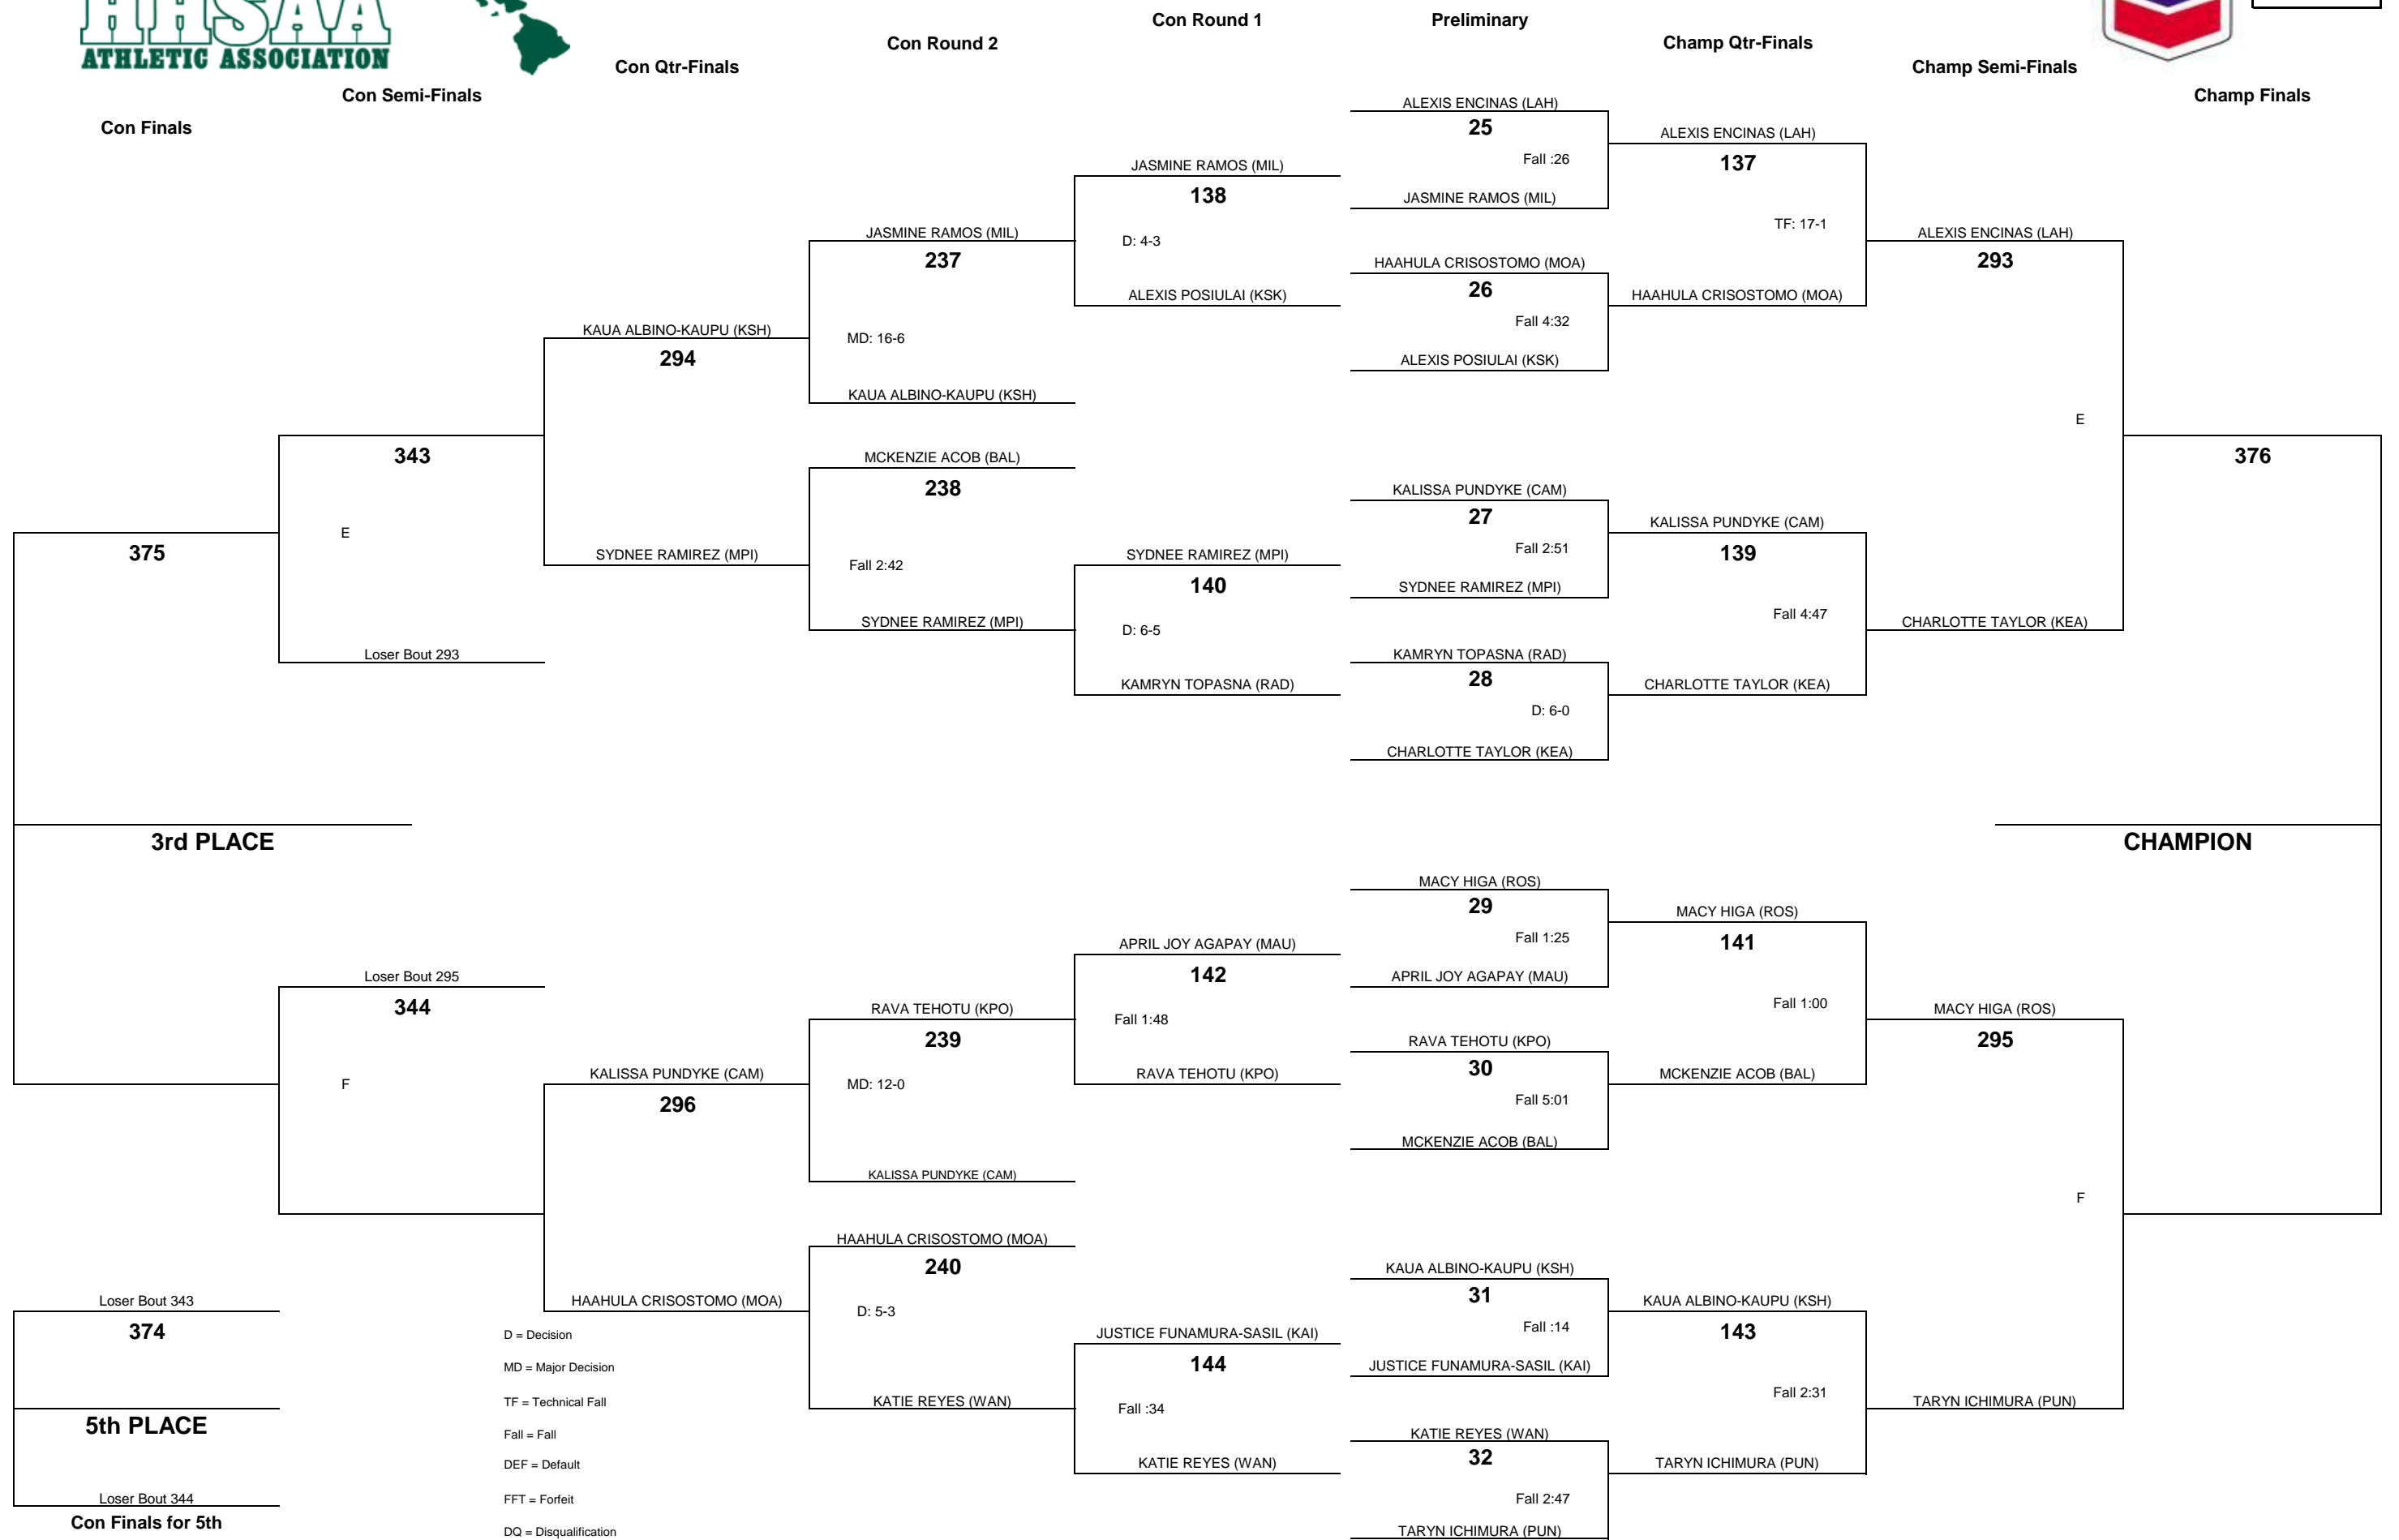 HHSAA
ATHLETIC ASSOCIATION
Con Round 1
Preliminary
Con Round 2
Champ Qtr-Finals
Con Qtr-Finals
Champ Semi-Finals
Con Semi-Finals
Champ Finals
Con Finals
ALEXIS ENCINAS (LAH)
25
Fall :26
JASMINE RAMOS (MIL)
HAAHULA CRISOSTOMO (MOA)
26
Fall 4:32
ALEXIS POSIULAI (KSK)
KALISSA PUNDYKE (CAM)
27
Fall 2:51
SYDNEE RAMIREZ (MPI)
KAMRYN TOPASNA (RAD)
28
D: 6-0
CHARLOTTE TAYLOR (KEA)
MACY HIGA (ROS)
29
Fall 1:25
APRIL JOY AGAPAY (MAU)
RAVA TEHOTU (KPO)
30
Fall 5:01
MCKENZIE ACOB (BAL)
KAUA ALBINO-KAUPU (KSH)
31
Fall :14
JUSTICE FUNAMURA-SASIL (KAI)
KATIE REYES (WAN)
32
Fall 2:47
TARYN ICHIMURA (PUN)
ALEXIS ENCINAS (LAH)
137
TF: 17-1
HAAHULA CRISOSTOMO (MOA)
KALISSA PUNDYKE (CAM)
139
Fall 4:47
CHARLOTTE TAYLOR (KEA)
MACY HIGA (ROS)
141
Fall 1:00
MCKENZIE ACOB (BAL)
KAUA ALBINO-KAUPU (KSH)
143
Fall 2:31
TARYN ICHIMURA (PUN)
ALEXIS ENCINAS (LAH)
293
E
CHARLOTTE TAYLOR (KEA)
MACY HIGA (ROS)
295
F
TARYN ICHIMURA (PUN)
376
CHAMPION
JASMINE RAMOS (MIL)
138
D: 4-3
ALEXIS POSIULAI (KSK)
SYDNEE RAMIREZ (MPI)
140
D: 6-5
KAMRYN TOPASNA (RAD)
APRIL JOY AGAPAY (MAU)
142
Fall 1:48
RAVA TEHOTU (KPO)
JUSTICE FUNAMURA-SASIL (KAI)
144
Fall :34
KATIE REYES (WAN)
JASMINE RAMOS (MIL)
237
MD: 16-6
KAUA ALBINO-KAUPU (KSH)
MCKENZIE ACOB (BAL)
238
Fall 2:42
SYDNEE RAMIREZ (MPI)
RAVA TEHOTU (KPO)
239
MD: 12-0
KALISSA PUNDYKE (CAM)
HAAHULA CRISOSTOMO (MOA)
240
D: 5-3
KATIE REYES (WAN)
KAUA ALBINO-KAUPU (KSH)
294
SYDNEE RAMIREZ (MPI)
KALISSA PUNDYKE (CAM)
296
HAAHULA CRISOSTOMO (MOA)
343
E
Loser Bout 293
Loser Bout 295
344
F
375
3rd PLACE
Loser Bout 343
374
5th PLACE
Loser Bout 344
Con Finals for 5th
D = Decision
MD = Major Decision
TF = Technical Fall
Fall = Fall
DEF = Default
FFT = Forfeit
DQ = Disqualification